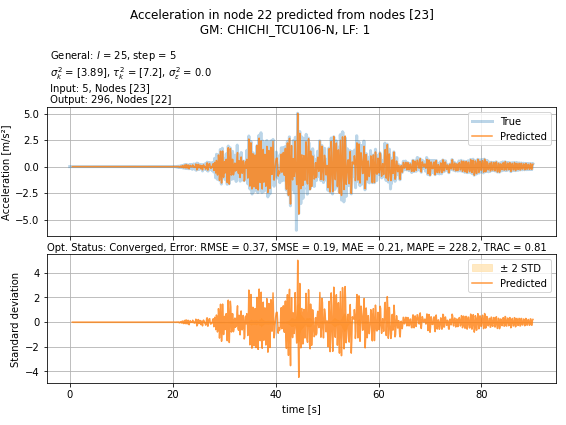 Acceleration in node 22 predicted from nodes [23]
GM: CHICHI_TCU106-N, LF: 1
General: l = 25, step = 5
σ²ₖ = [3.89], τ²ₖ = [7.2], σ²ε = 0.0
Input: 5, Nodes [23]
Output: 296, Nodes [22]
Acceleration [m/s²]
5.0
2.5
0.0
−2.5
−5.0
True
Predicted
Opt. Status: Converged, Error: RMSE = 0.37, SMSE = 0.19, MAE = 0.21, MAPE = 228.2, TRAC = 0.81
Standard deviation
4
2
0
−2
−4
± 2 STD
Predicted
0 20 40 60 80
time [s]